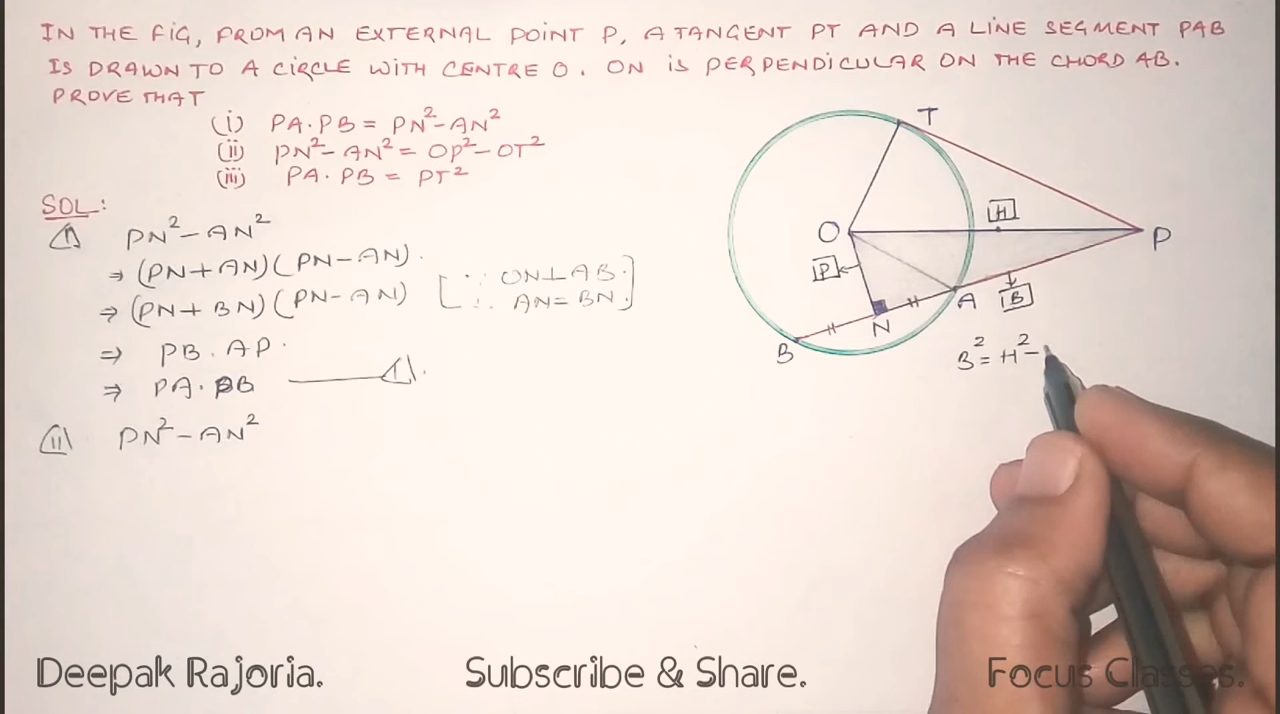 IN THE FIG, FROM AN EXTERNAL POINT P, A TANGENT PT AND A LINE SEGMENT PAB
IS DRAWN TO A CIRCLE WITH CENTRE O. ON IS PERPENDICULAR ON THE CHORD AB.
PROVE THAT
(i) PA.PB = PN²-AN²
(ii) PN²-AN² = OP²-OT²
(iii) PA.PB = PT²
SOL:
(i) PN²-AN²
⇒ (PN+AN)(PN-AN).
⇒ (PN+BN)(PN-AN) [∵ ON⊥AB. ∴ AN=BN.]
⇒ PB.AP.
⇒ PA.PB —— (1).
(ii) PN²-AN²
T
O
H
P
P
A
B
N
B
B² = H²-
Deepak Rajoria.
Subscribe & Share.
Focus Classes.